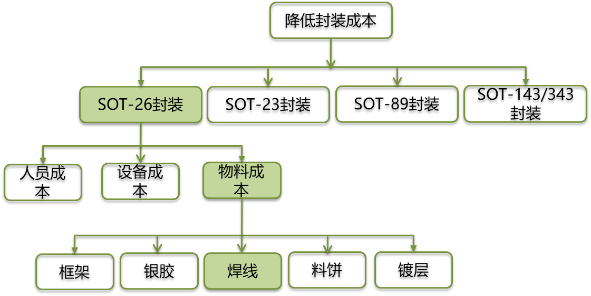 降低封装成本
SOT-26封装
SOT-23封装
SOT-89封装
SOT-143/343
封装
人员成
本
设备成
本
物料成
本
框架
银胶
焊线
料饼
镀层